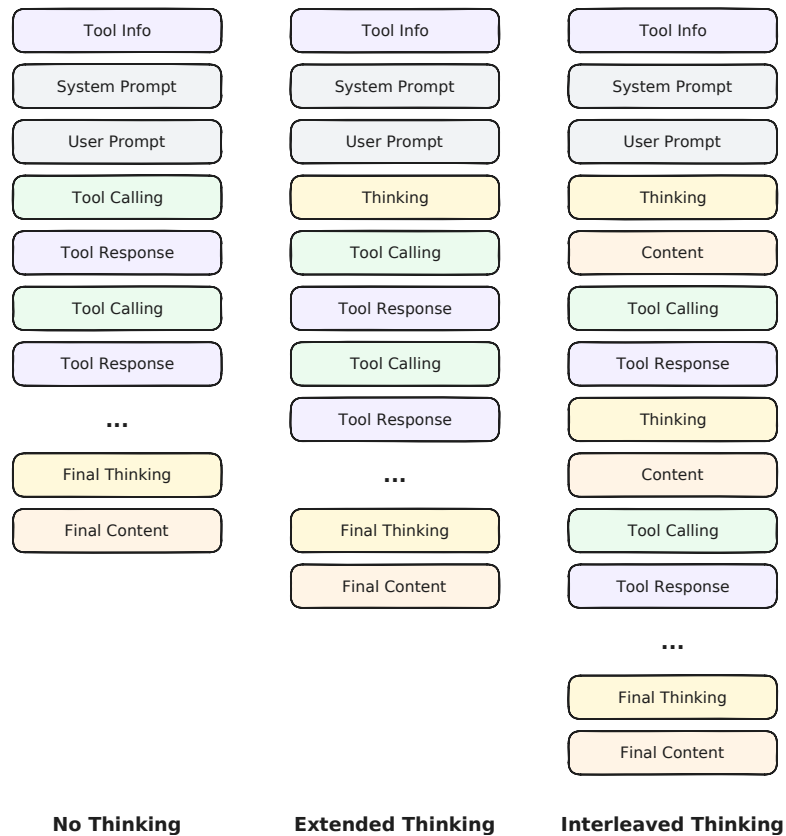 Tool Info
System Prompt
User Prompt
Tool Calling
Tool Response
Tool Calling
Tool Response
...
Final Thinking
Final Content
No Thinking
Tool Info
System Prompt
User Prompt
Thinking
Tool Calling
Tool Response
Tool Calling
Tool Response
...
Final Thinking
Final Content
Extended Thinking
Tool Info
System Prompt
User Prompt
Thinking
Content
Tool Calling
Tool Response
Thinking
Content
Tool Calling
Tool Response
...
Final Thinking
Final Content
Interleaved Thinking